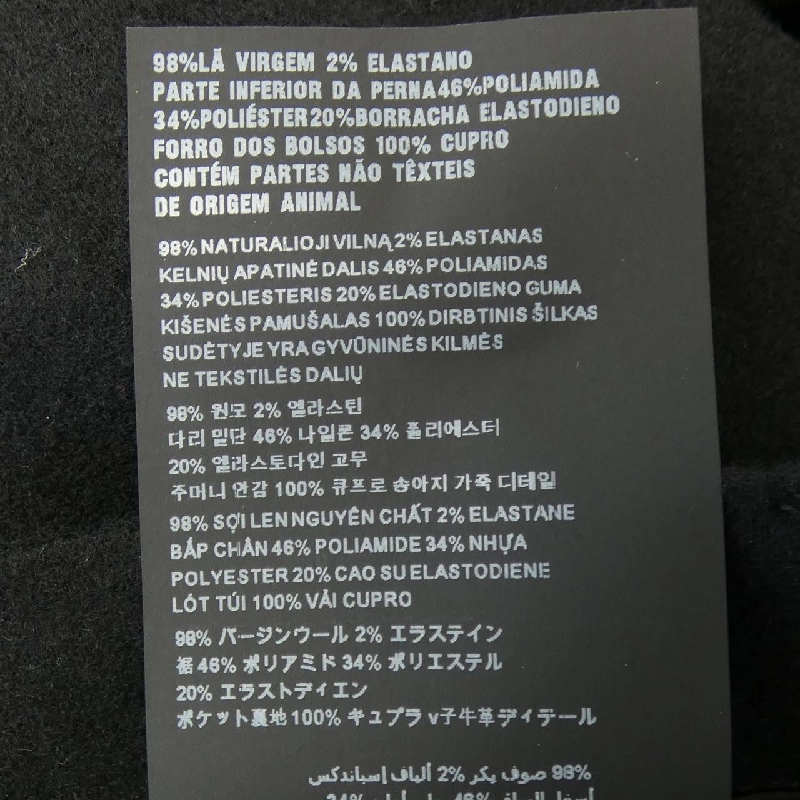 98%LÃ VIRGEM 2% ELASTANO
PARTE INFERIOR DA PERNA46%POLIAMIDA
34%POLIÉSTER20%BORRACHA ELASTODIENO
FORRO DOS BOLSOS 100% CUPRO
CONTÉM PARTES NÃO TÊXTEIS
DE ORIGEM ANIMAL
98% NATURALIOJI VILNĄ 2% ELASTANAS
KELNIŲ APATINĖ DALIS 46% POLIAMIDAS
34% POLIESTERIS 20% ELASTODIENO GUMA
KIŠENĖS PAMUŠALAS 100% DIRBTINIS ŠILKAS
SUDĖTYJE YRA GYVŪNINĖS KILMĖS
NE TEKSTILĖS DALIŲ
98% 원모 2% 엘라스틴
다리 밑단 46% 나일론 34% 폴리에스터
20% 엘라스토다인 고무
주머니 안감 100% 큐프로 송아지 가죽 디테일
98% SỢI LEN NGUYÊN CHẤT 2% ELASTANE
BẮP CHÂN 46% POLIAMIDE 34% NHỰA
POLYESTER 20% CAO SU ELASTODIENE
LÓT TÚI 100% VẢI CUPRO
98% バージンウール 2% エラステイン
裾 46% ポリアミド 34% ポリエステル
20% エラストディエン
ポケット裏地 100% キュプラ v子牛革ディテール
98% صوف بكر 2% ألياف إسباندكس